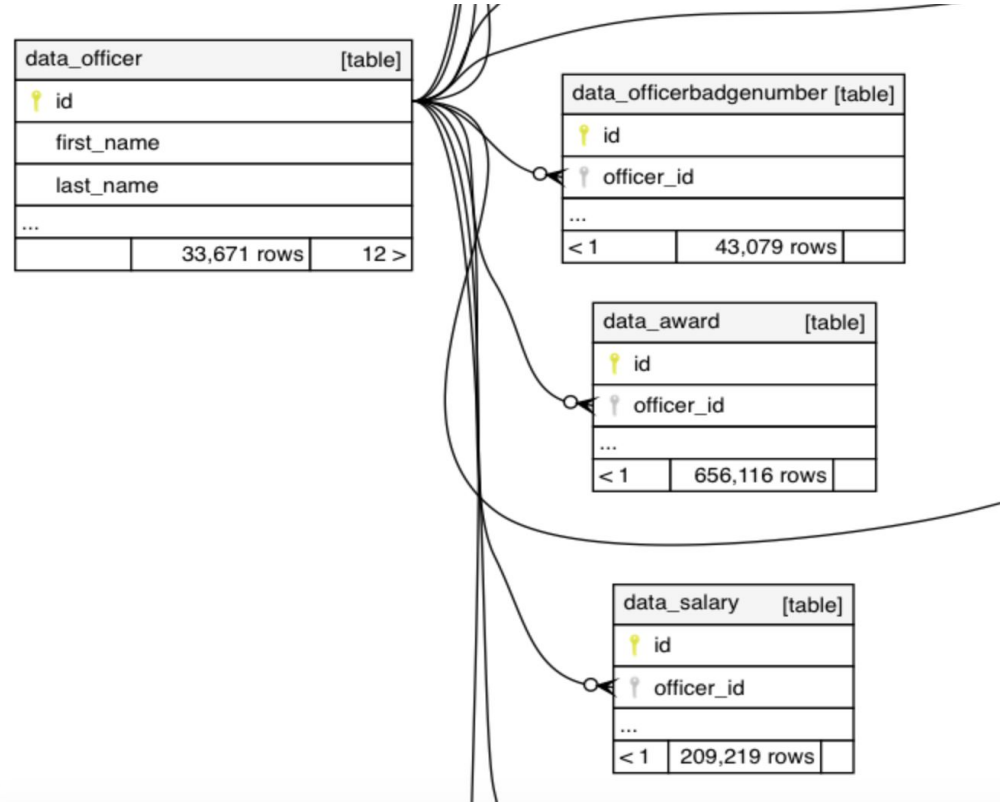 data_officer [table]
id
first_name
last_name
...
33,671 rows 12 >
data_officerbadgenumber [table]
id
officer_id
...
< 1 43,079 rows
data_award [table]
id
officer_id
...
< 1 656,116 rows
data_salary [table]
id
officer_id
...
< 1 209,219 rows